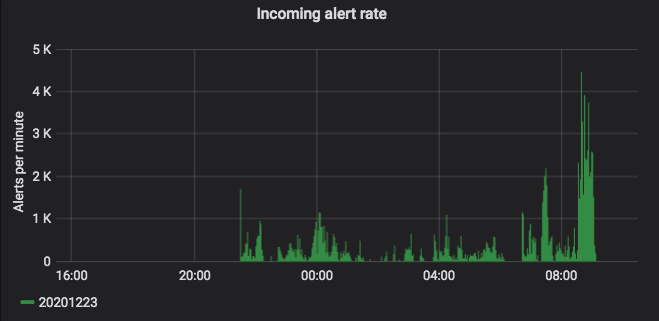 Incoming alert rate
Alerts per minute
5 K
4 K
3 K
2 K
1 K
0
16:00 20:00 00:00 04:00 08:00
20201223